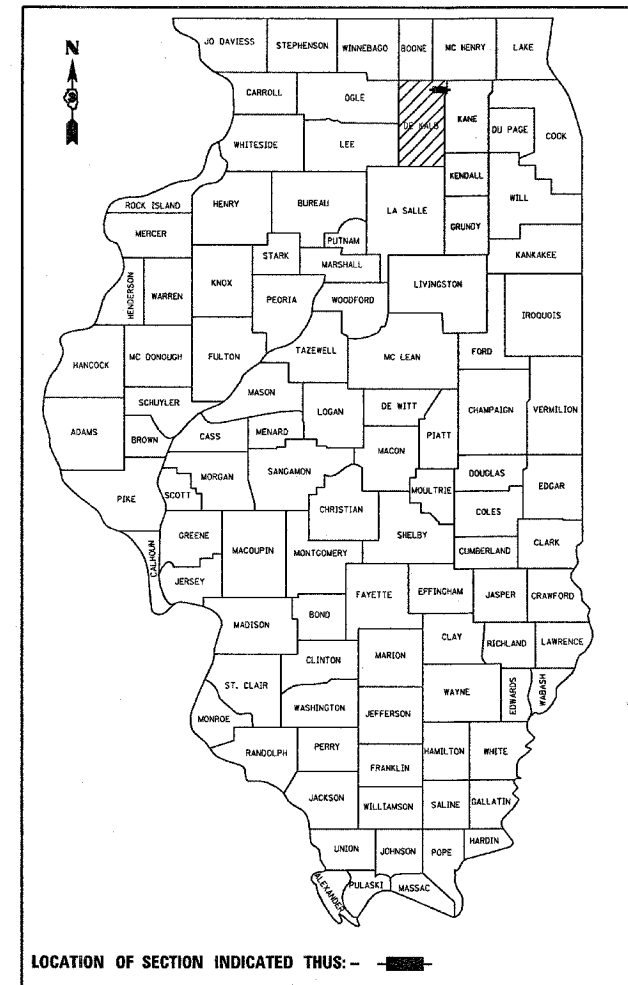 JO DAVIESS STEPHENSON WINNEBAGO BOONE MC HENRY LAKE
N
CARROLL OGLE DE KALB KANE DU PAGE COOK
WHITESIDE LEE
KENDALL WILL
ROCK ISLAND HENRY BUREAU LA SALLE GRUNDY
MERCER PUTNAM KANKAKEE
STARK MARSHALL
HENDERSON WARREN KNOX PEORIA WOODFORD LIVINGSTON IROQUOIS
HANCOCK MC DONOUGH FULTON TAZEWELL MC LEAN FORD
MASON
SCHUYLER LOGAN DE WITT CHAMPAIGN VERMILION
ADAMS BROWN CASS MENARD MACON PIATT
SANGAMON DOUGLAS
PIKE SCOTT MORGAN MOULTRIE EDGAR
CHRISTIAN COLES
GREENE SHELBY
CALHOUN MACOUPIN MONTGOMERY CUMBERLAND CLARK
JERSEY
FAYETTE EFFINGHAM JASPER CRAWFORD
MADISON BOND
CLAY RICHLAND LAWRENCE
CLINTON MARION
ST. CLAIR WAYNE EDWARDS WABASH
WASHINGTON JEFFERSON
MONROE
RANDOLPH PERRY HAMILTON WHITE
FRANKLIN
JACKSON WILLIAMSON SALINE GALLATIN
UNION JOHNSON POPE HARDIN
ALEXANDER PULASKI MASSAC
LOCATION OF SECTION INDICATED THUS: -